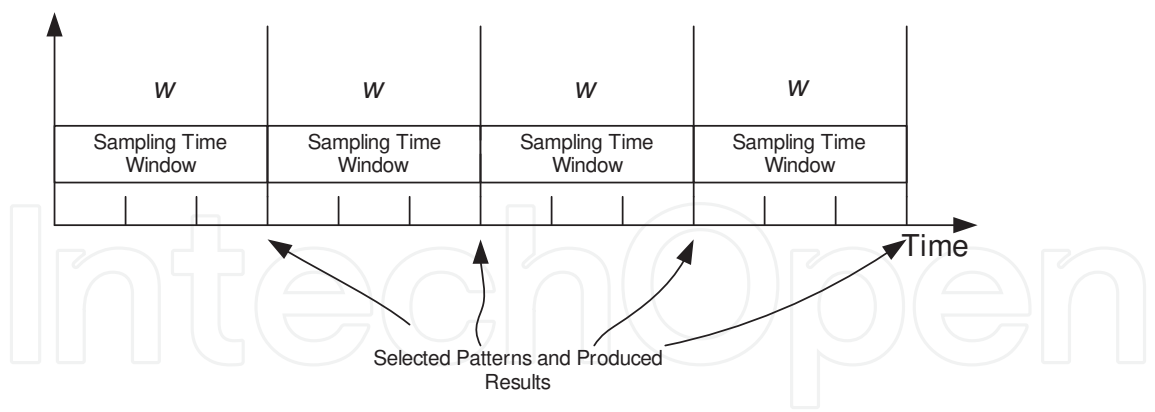 w w w w
Sampling Time Sampling Time Sampling Time Sampling Time
Window Window Window Window
Time
Selected Patterns and Produced
Results
IntechOpen